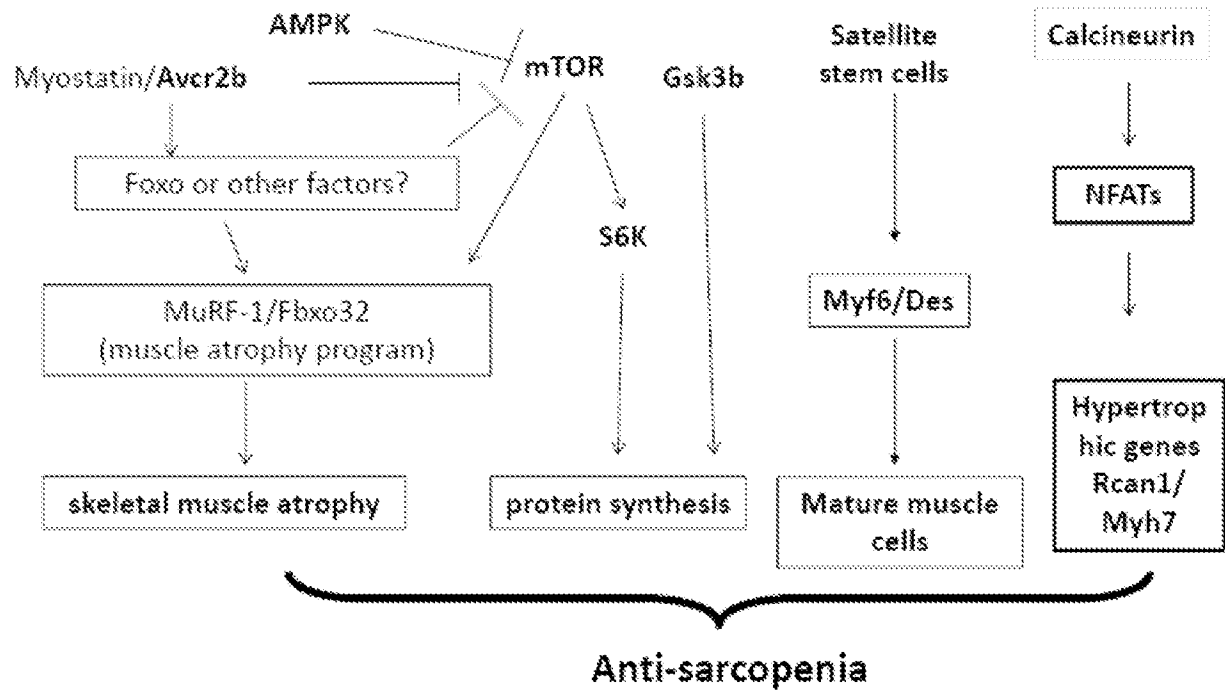 AMPK
Myostatin/Avcr2b
mTOR
Gsk3b
Satellite
stem cells
Calcineurin
Foxo or other factors?
NFATs
S6K
MuRF-1/Fbxo32
(muscle atrophy program)
Myf6/Des
Hypertrop
hic genes
Rcan1/
Myh7
skeletal muscle atrophy
protein synthesis
Mature muscle
cells
Anti-sarcopenia